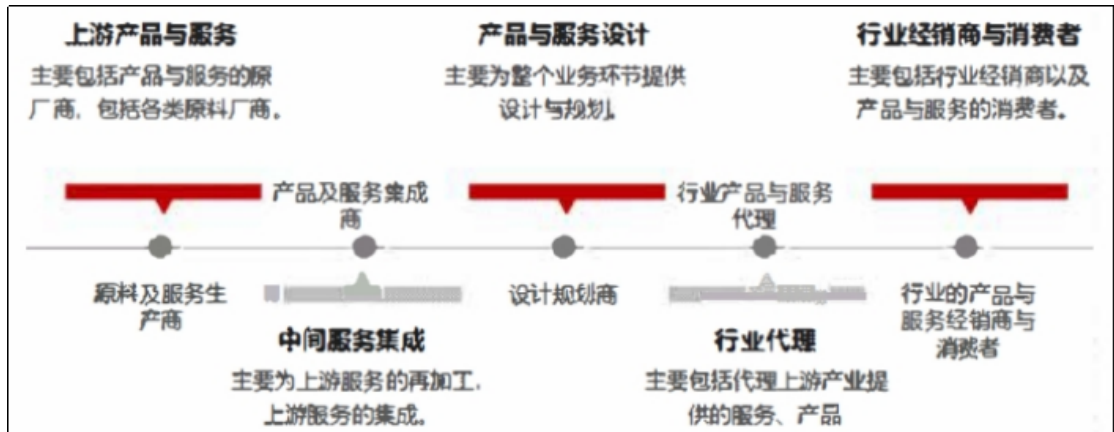 上游产品与服务
主要包括产品与服务的原
厂商，包括各类原料厂商。
产品与服务设计
主要为整个业务环节提供
设计与规划。
行业经销商与消费者
主要包括行业经销商以及
产品与服务的消费者。
产品及服务集成
商
行业产品与服务
代理
原料及服务生
产商
设计规划商
行业的产品与
服务经销商与
消费者
中间服务集成
主要为上游服务的再加工，
上游服务的集成。
行业代理
主要包括代理上游产业提
供的服务、产品